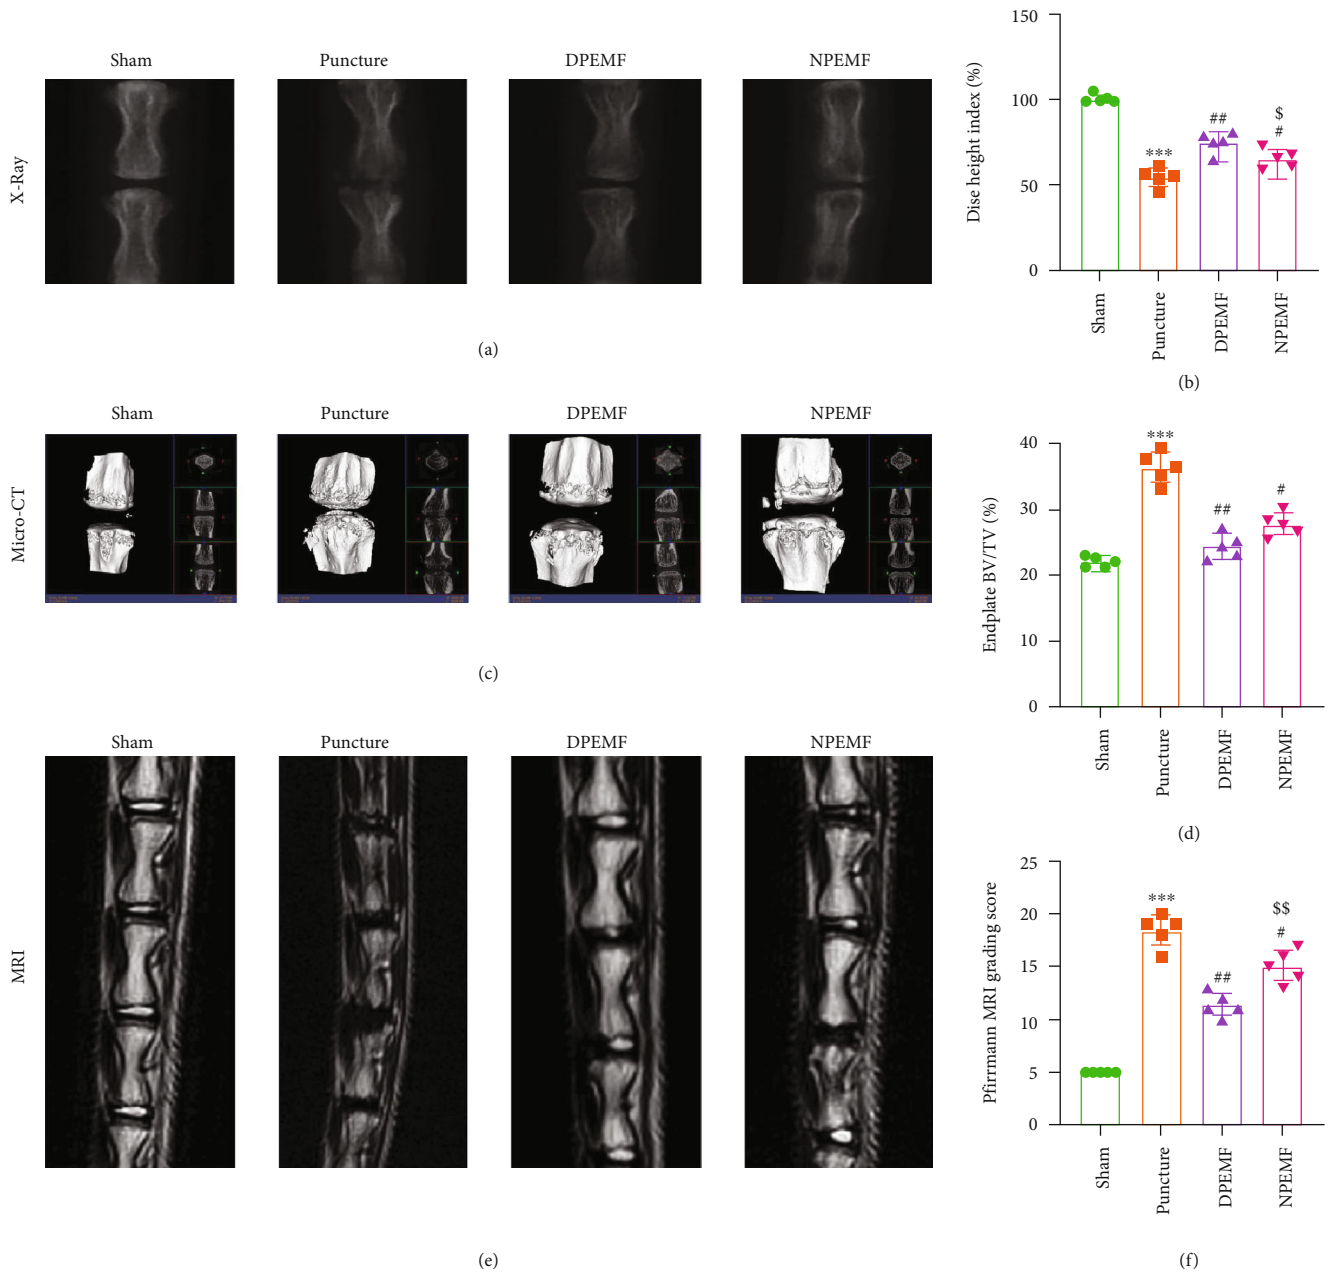 Sham
Puncture
DPEMF
NPEMF
X-Ray
(a)
150
100
50
0
Dise height index (%)
***
##
$
#
Sham
Puncture
DPEMF
NPEMF
(b)
Sham
Puncture
DPEMF
NPEMF
Micro-CT
(c)
40
30
20
10
0
Endplate BV/TV (%)
***
##
#
Sham
Puncture
DPEMF
NPEMF
(d)
Sham
Puncture
DPEMF
NPEMF
MRI
(e)
25
20
15
10
5
0
Pfirrmann MRI grading score
***
##
$$
#
Sham
Puncture
DPEMF
NPEMF
(f)